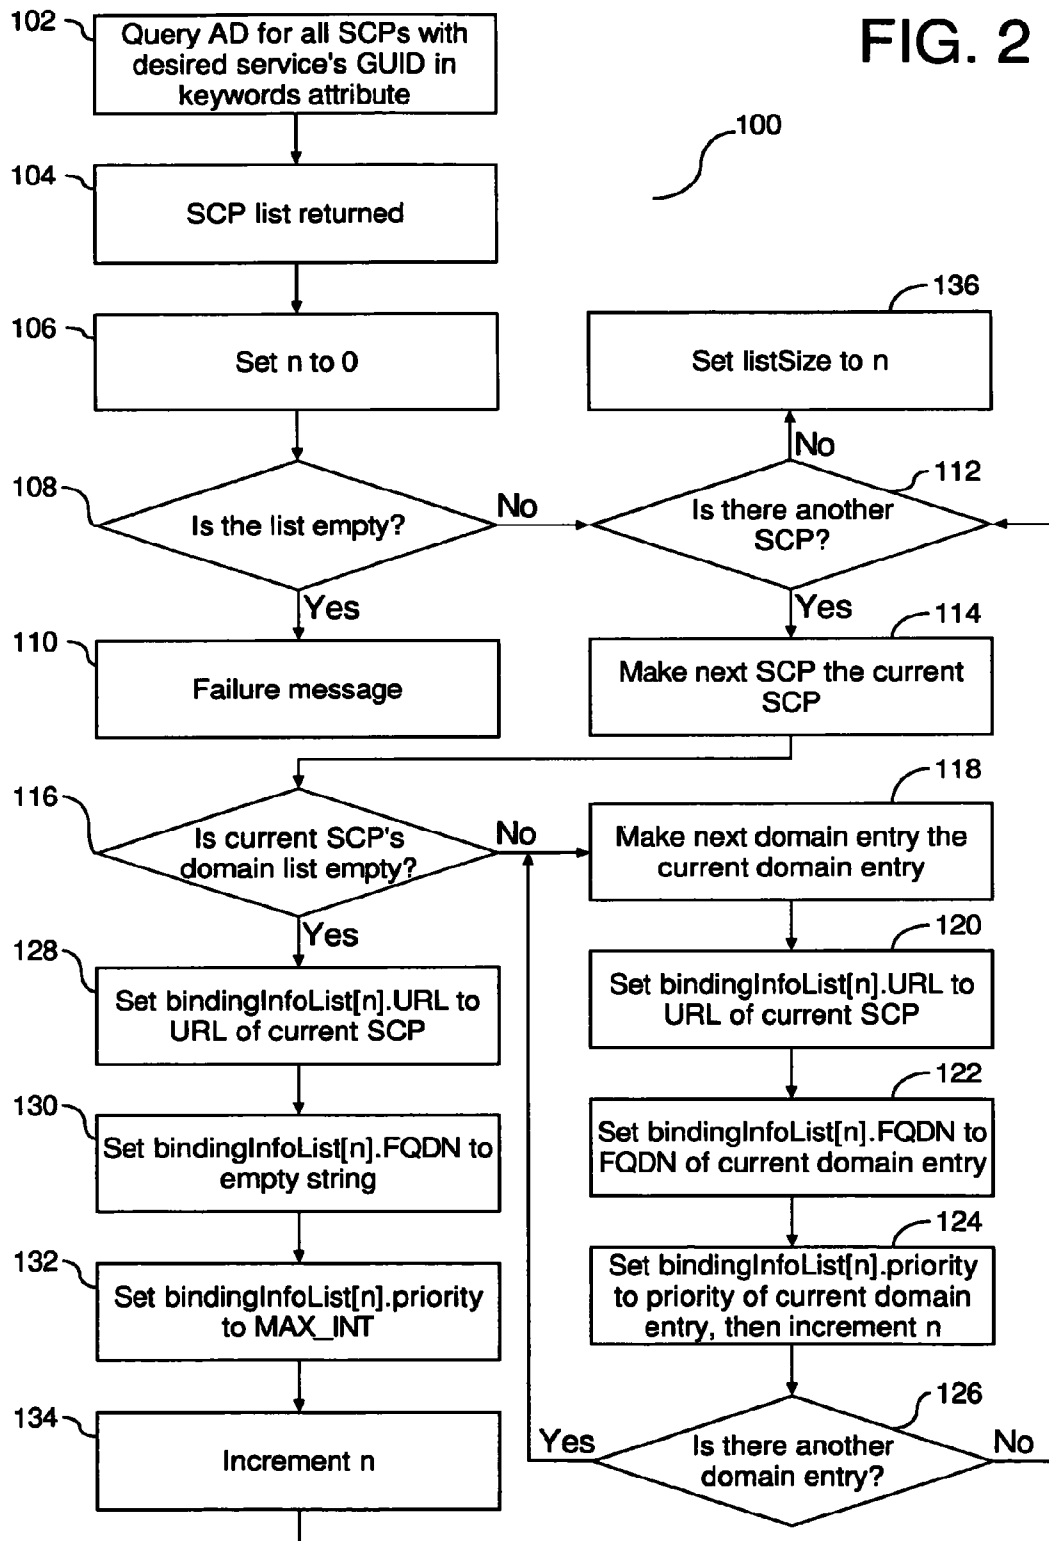 FIG. 2
100
102
Query AD for all SCPs with
desired service's GUID in
keywords attribute
104
SCP list returned
106
Set n to 0
136
Set listSize to n
No
108
Is the list empty?
No
112
Is there another
SCP?
Yes
Yes
110
Failure message
114
Make next SCP the current
SCP
116
Is current SCP's
domain list empty?
No
118
Make next domain entry the
current domain entry
Yes
128
Set bindingInfoList[n].URL to
URL of current SCP
120
Set bindingInfoList[n].URL to
URL of current SCP
130
Set bindingInfoList[n].FQDN to
empty string
122
Set bindingInfoList[n].FQDN to
FQDN of current domain entry
132
Set bindingInfoList[n].priority
to MAX_INT
124
Set bindingInfoList[n].priority
to priority of current domain
entry, then increment n
134
Increment n
126
Yes
Is there another
domain entry?
No